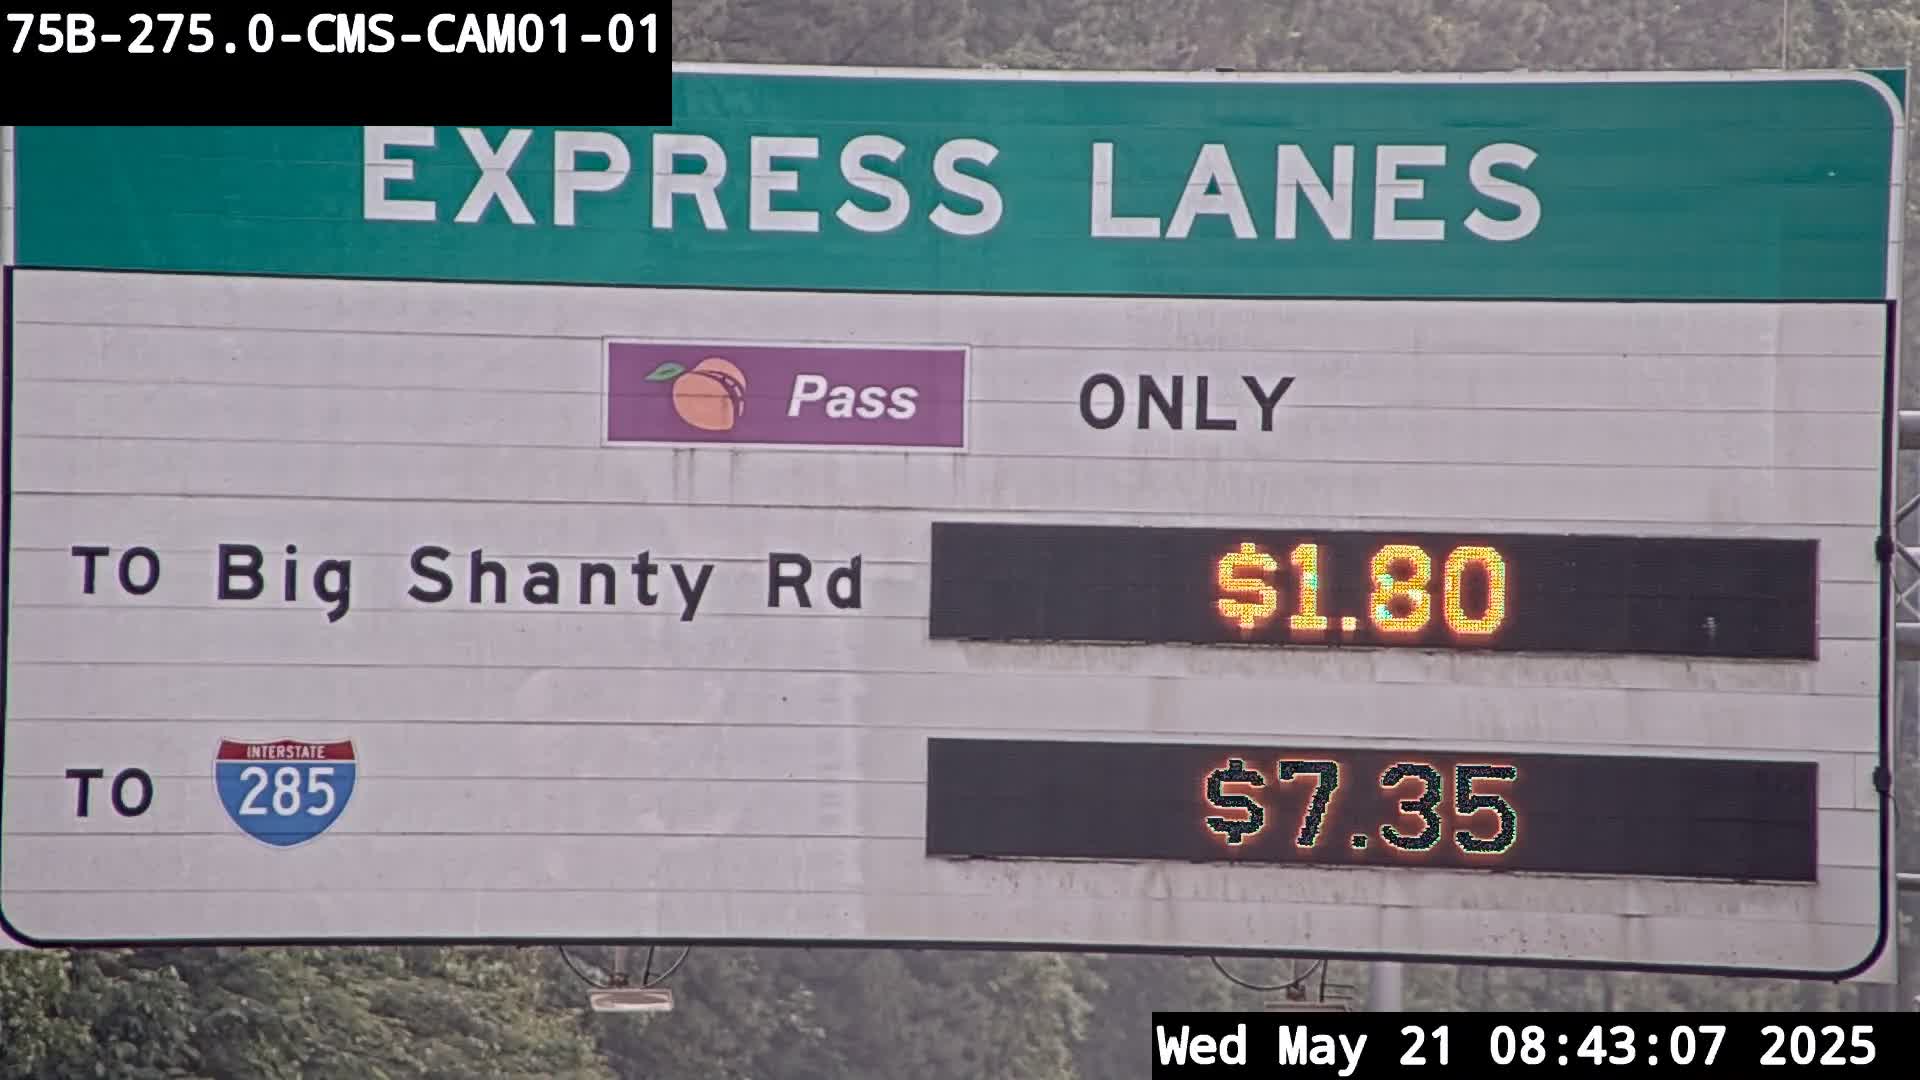 75B-275.0-CMS-CAM01-01
EXPRESS LANES
Pass ONLY
TO Big Shanty Rd $1.80
TO INTERSTATE 285 $7.35
Wed May 21 08:43:07 2025